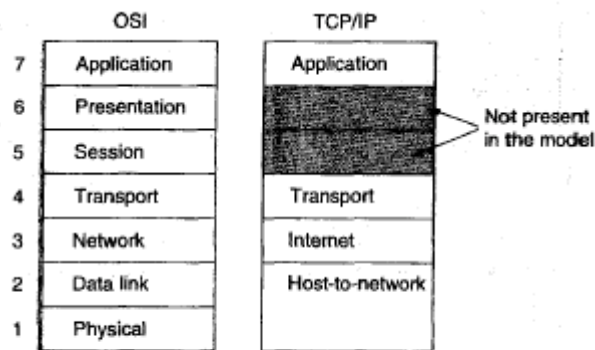 OSI TCP/IP
7 Application Application
6 Presentation
Not present
in the model
5 Session
4 Transport Transport
3 Network Internet
2 Data link Host-to-network
1 Physical